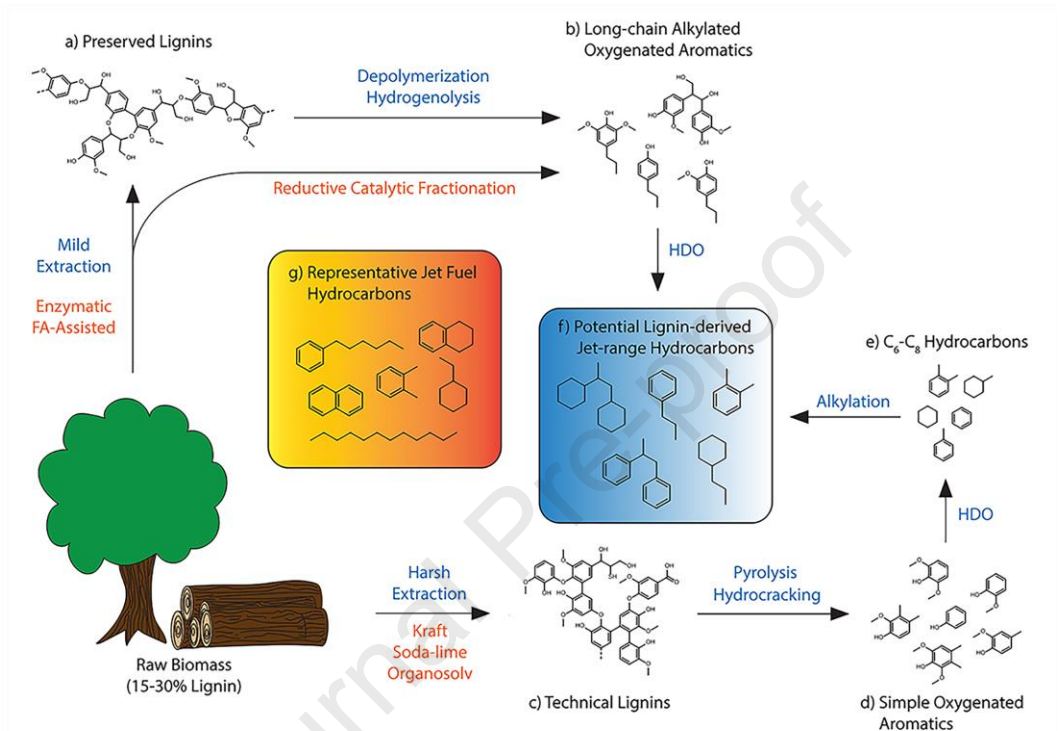 a) Preserved Lignins
b) Long-chain Alkylated
Oxygenated Aromatics
Depolymerization
Hydrogenolysis
Reductive Catalytic Fractionation
Mild
Extraction
Enzymatic
FA-Assisted
HDO
g) Representative Jet Fuel
Hydrocarbons
f) Potential Lignin-derived
Jet-range Hydrocarbons
e) C₆-C₈ Hydrocarbons
Alkylation
HDO
Raw Biomass
(15-30% Lignin)
Harsh
Extraction
Kraft
Soda-lime
Organosolv
c) Technical Lignins
Pyrolysis
Hydrocracking
d) Simple Oxygenated
Aromatics
urnal Pre-proof